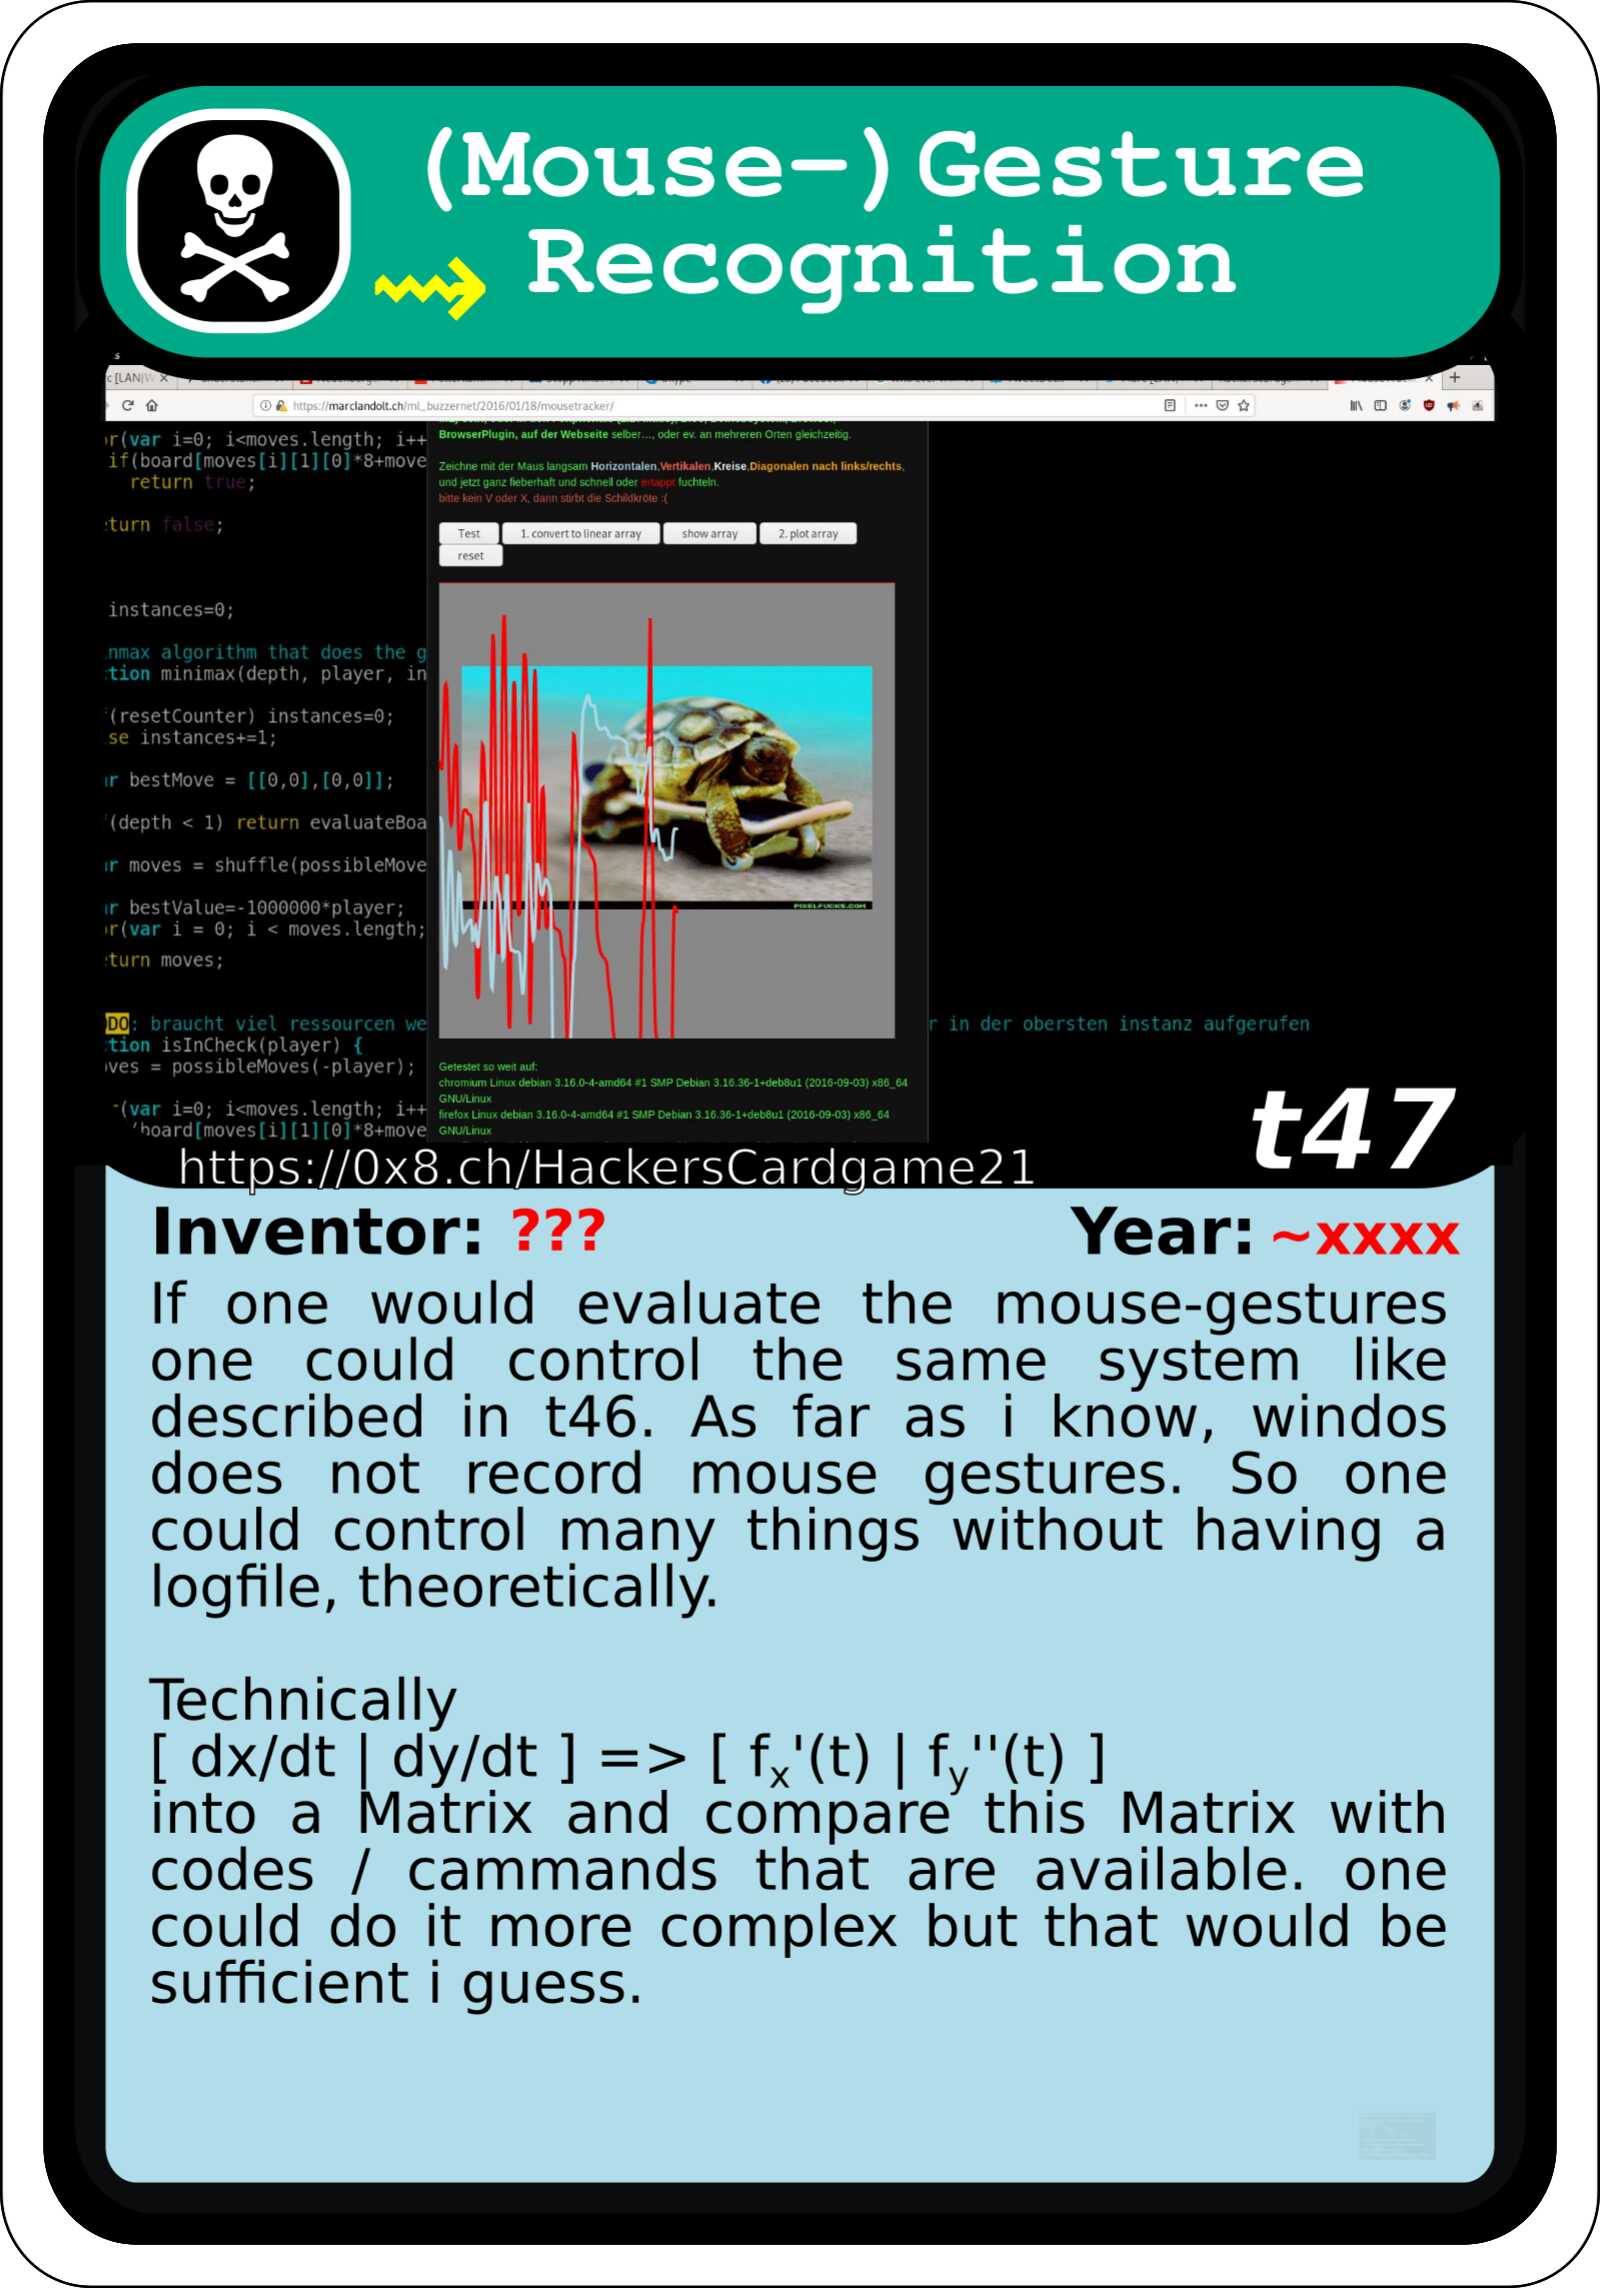 (Mouse-)Gesture
Recognition
https://marclandolt.ch/ml_buzzernet/2016/01/18/mousetracker/
r(var i=0; i<moves.length; i++
if(board[moves[i][1][0]*8+move
return true;
turn false;
instances=0;
nmax algorithm that does the g
tion minimax(depth, player, in
(resetCounter) instances=0;
se instances+=1;
r bestMove = [[0,0],[0,0]];
(depth < 1) return evaluateBoa
r moves = shuffle(possibleMove
r bestValue=-1000000*player;
r(var i = 0; i < moves.length;
turn moves;
DO: braucht viel ressourcen we
r in der obersten instanz aufgerufen
tion isInCheck(player) {
ves = possibleMoves(-player);
(var i=0; i<moves.length; i++
(board[moves[i][1][0]*8+move
BrowserPlugin, auf der Webseite selber..., oder ev. an mehreren Orten gleichzeitig.
Zeichne mit der Maus langsam Horizontalen,Vertikalen,Kreise,Diagonalen nach links/rechts,
und jetzt ganz fieberhaft und schnell oder ertappt fuchteln.
bitte kein V oder X, dann stirbt die Schildkröte :(
Test 1. convert to linear array show array 2. plot array
reset
PIXELFUCKS.COM
Getestet so weit auf:
chromium Linux debian 3.16.0-4-amd64 #1 SMP Debian 3.16.36-1+deb8u1 (2016-09-03) x86_64
GNU/Linux
firefox Linux debian 3.16.0-4-amd64 #1 SMP Debian 3.16.36-1+deb8u1 (2016-09-03) x86_64
GNU/Linux
t47
https://0x8.ch/HackersCardgame21
Inventor: ??? Year: ~xxxx
If one would evaluate the mouse-gestures
one could control the same system like
described in t46. As far as i know, windos
does not record mouse gestures. So one
could control many things without having a
logfile, theoretically.
Technically
[ dx/dt | dy/dt ] => [ fx'(t) | fy''(t) ]
into a Matrix and compare this Matrix with
codes / cammands that are available. one
could do it more complex but that would be
sufficient i guess.